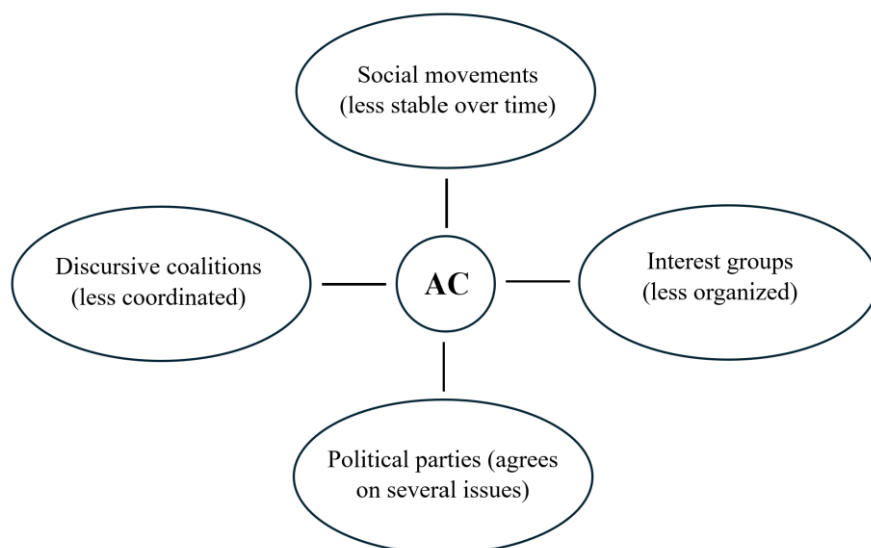 Social movements
(less stable over time)
Discursive coalitions
(less coordinated)
AC
Interest groups
(less organized)
Political parties (agrees
on several issues)